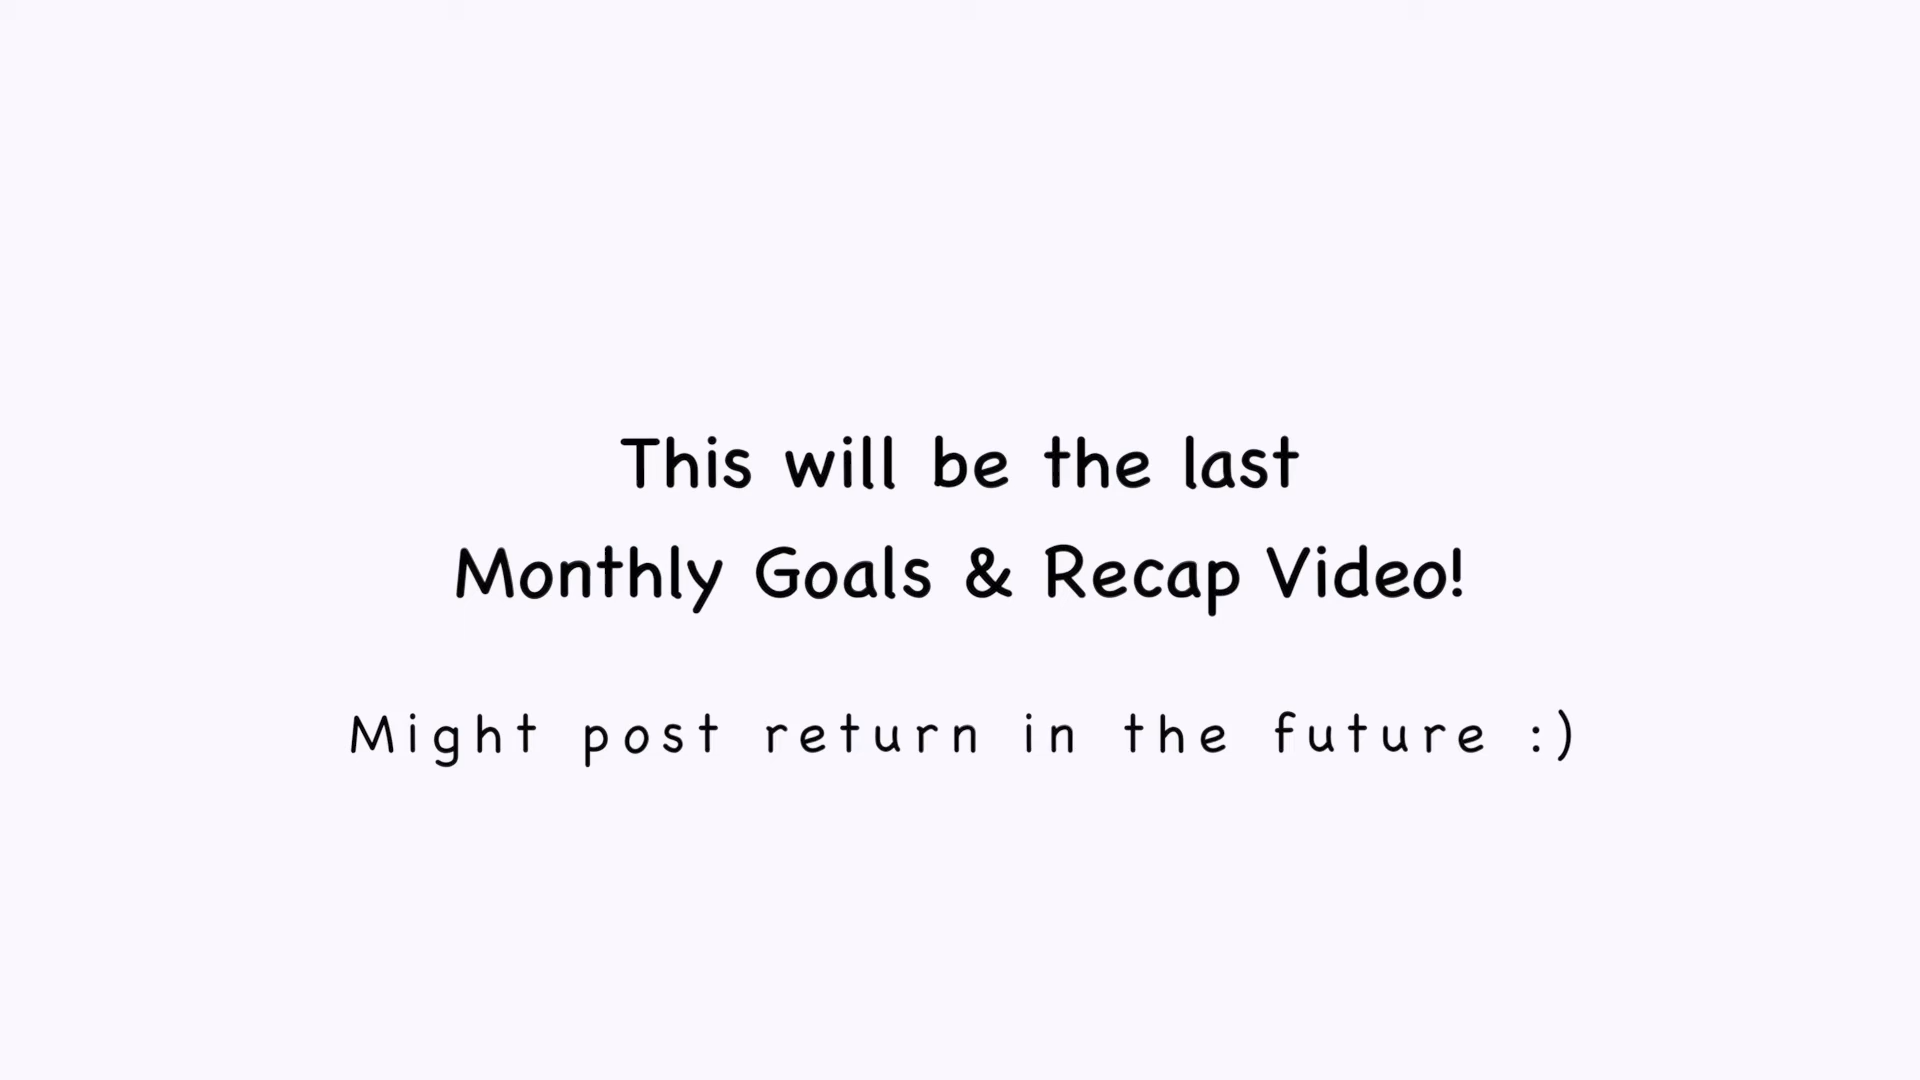 This will be the last
Monthly Goals & Recap Video!
Might post return in the future :)